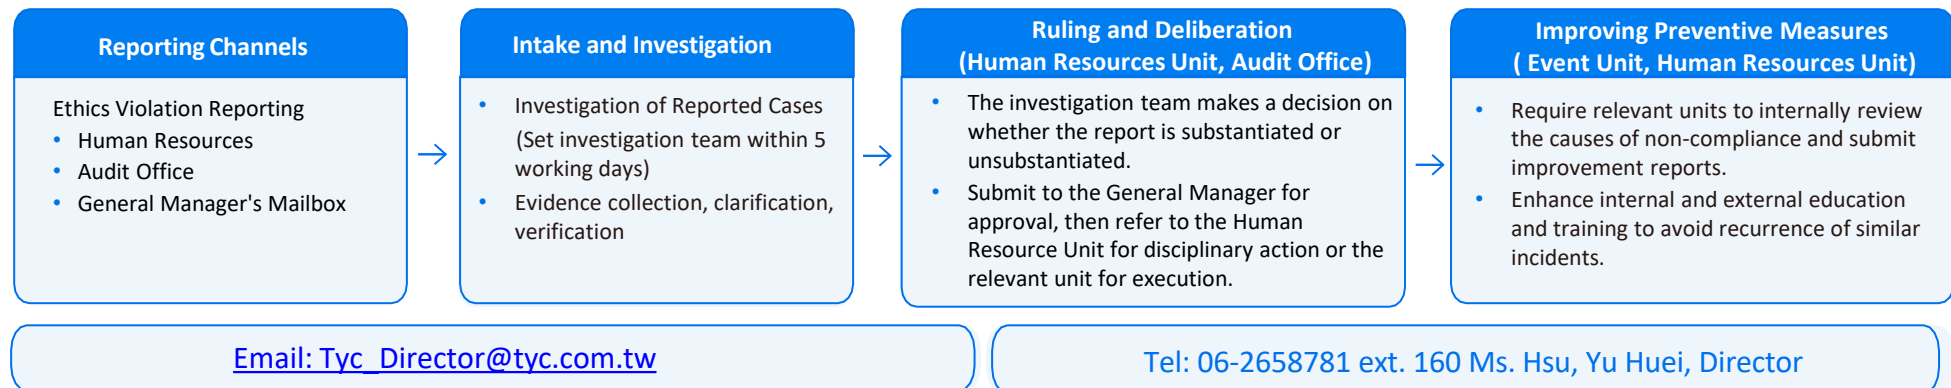 Reporting Channels
Ethics Violation Reporting
• Human Resources
• Audit Office
• General Manager's Mailbox
Intake and Investigation
• Investigation of Reported Cases
(Set investigation team within 5
working days)
• Evidence collection, clarification,
verification
Ruling and Deliberation
(Human Resources Unit, Audit Office)
• The investigation team makes a decision on
whether the report is substantiated or
unsubstantiated.
• Submit to the General Manager for
approval, then refer to the Human
Resource Unit for disciplinary action or the
relevant unit for execution.
Improving Preventive Measures
( Event Unit, Human Resources Unit)
• Require relevant units to internally review
the causes of non-compliance and submit
improvement reports.
• Enhance internal and external education
and training to avoid recurrence of similar
incidents.
Email: Tyc_Director@tyc.com.tw
Tel: 06-2658781 ext. 160 Ms. Hsu, Yu Huei, Director